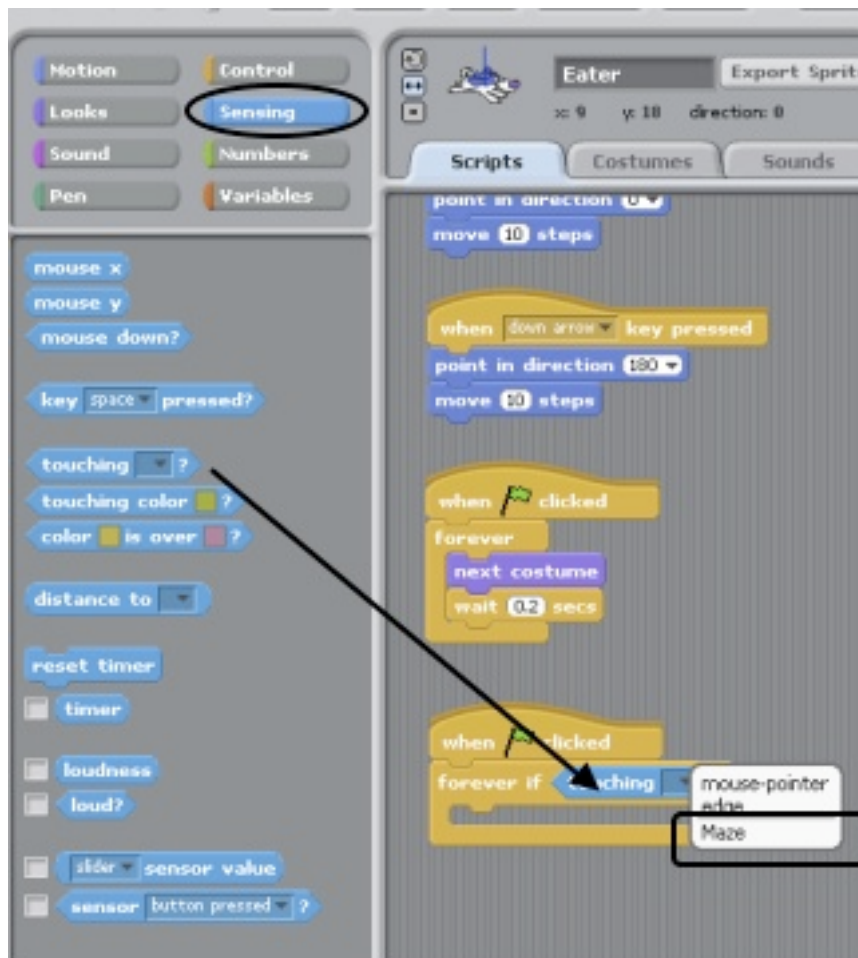 Motion Control
Looks Sensing
Sound Numbers
Pen Variables
mouse x
mouse y
mouse down?
key space pressed?
touching ?
touching color ?
color is over ?
distance to
reset timer
timer
loudness
loud?
slider sensor value
sensor button pressed ?
Eater Export Sprit
x: 9 y: 18 direction: 0
Scripts Costumes Sounds
point in direction 0
move 10 steps
when down arrow key pressed
point in direction 180
move 10 steps
when clicked
forever
next costume
wait 0.2 secs
when clicked
forever if touching
mouse-pointer
edge
Maze